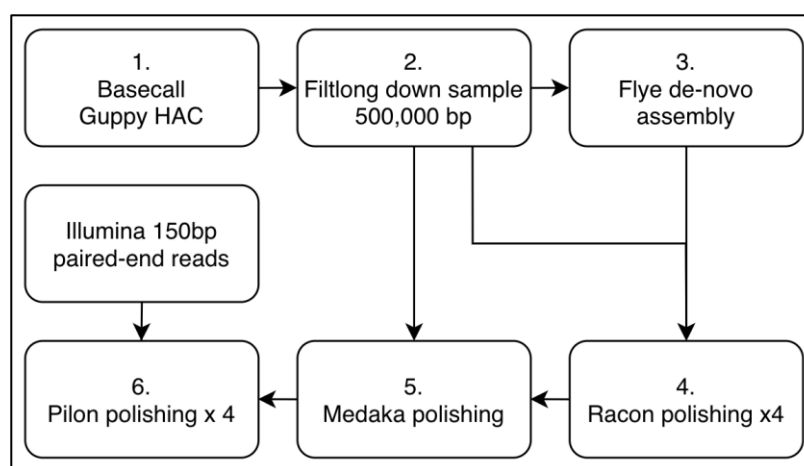 1.
Basecall
Guppy HAC
2.
Filtlong down sample
500,000 bp
3.
Flye de-novo
assembly
Illumina 150bp
paired-end reads
6.
Pilon polishing x 4
5.
Medaka polishing
4.
Racon polishing x4